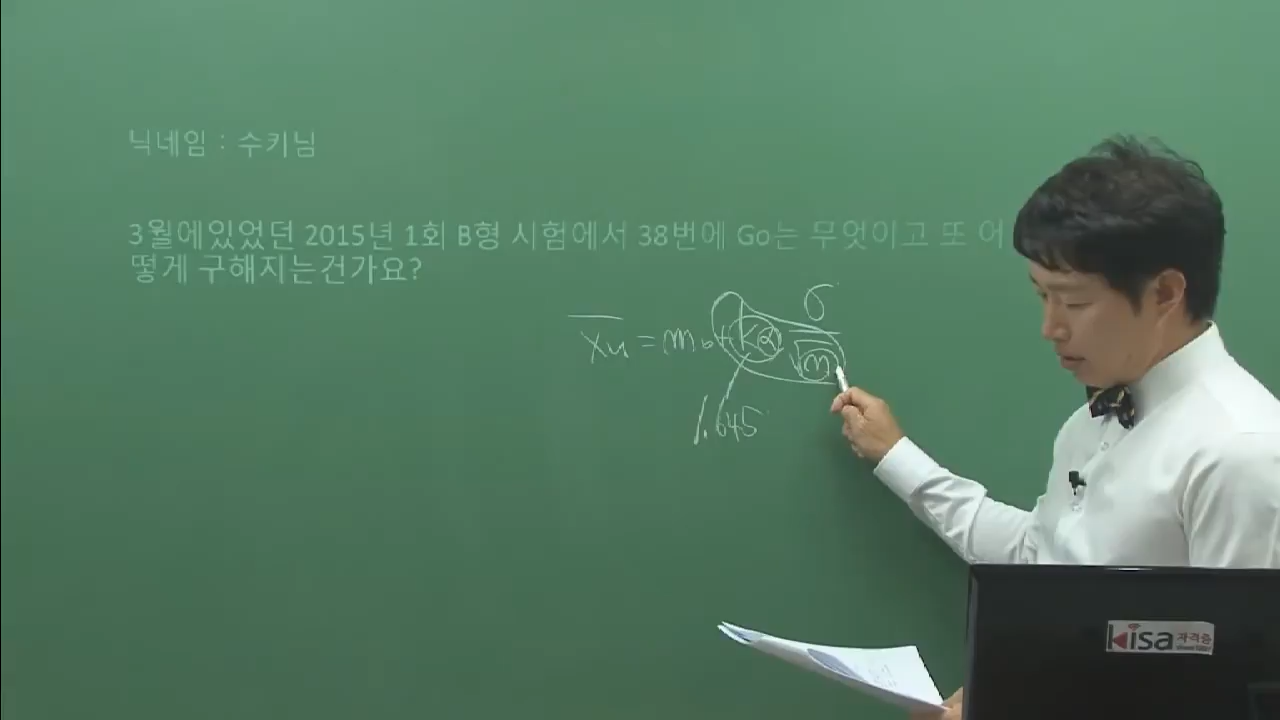 닉네임 : 수키님
3월에있었던 2015년 1회 B형 시험에서 38번에 Go는 무엇이고 또 어
떻게 구해지는건가요?
σ
Xu = m₀ + Kα
√n
1.645
kisa 자격증